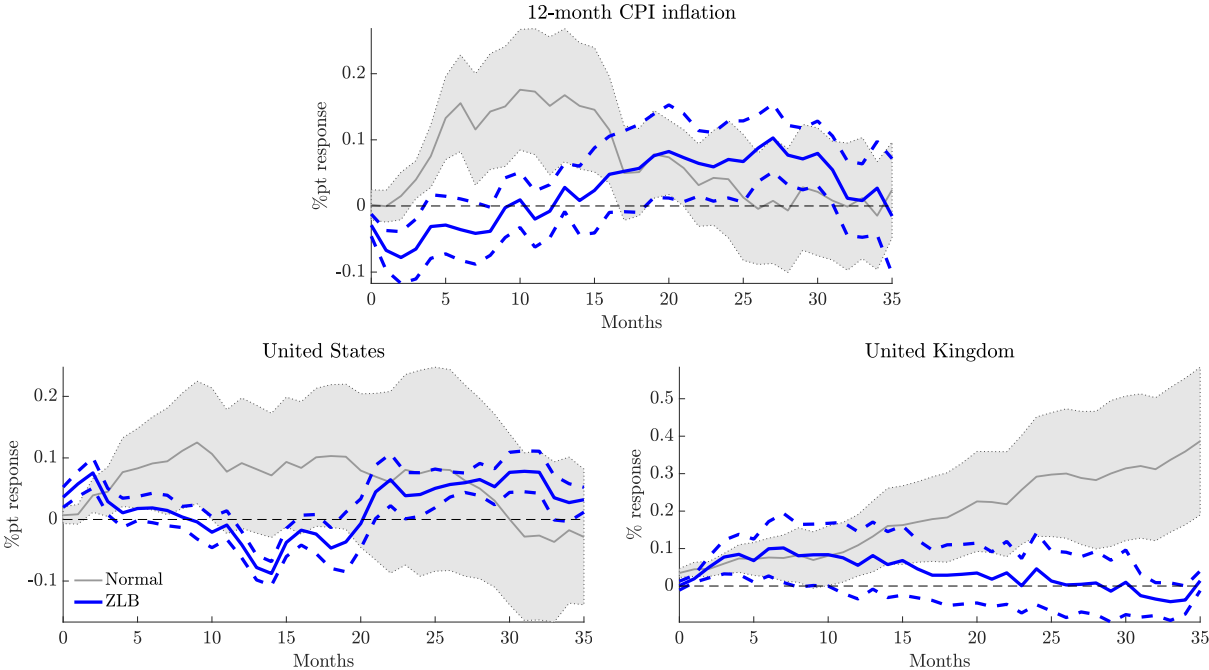 12-month CPI inflation
%pt response
0.2
0.1
0
-0.1
0 5 10 15 20 25 30 35
Months
United States
%pt response
0.2
0.1
0
-0.1
Normal
ZLB
0 5 10 15 20 25 30 35
Months
United Kingdom
% response
0.5
0.4
0.3
0.2
0.1
0
0 5 10 15 20 25 30 35
Months